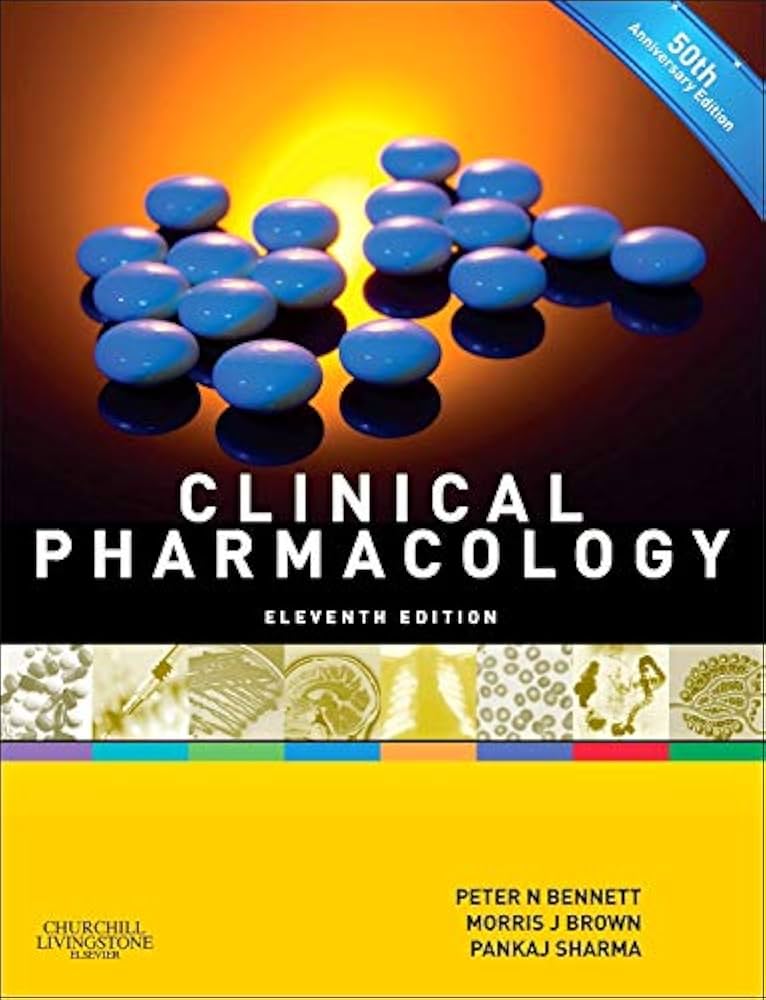 50th
Anniversary Edition
CLINICAL
PHARMACOLOGY
ELEVENTH EDITION
PETER N BENNETT
MORRIS J BROWN
PANKAJ SHARMA
CHURCHILL
LIVINGSTONE
ELSEVIER